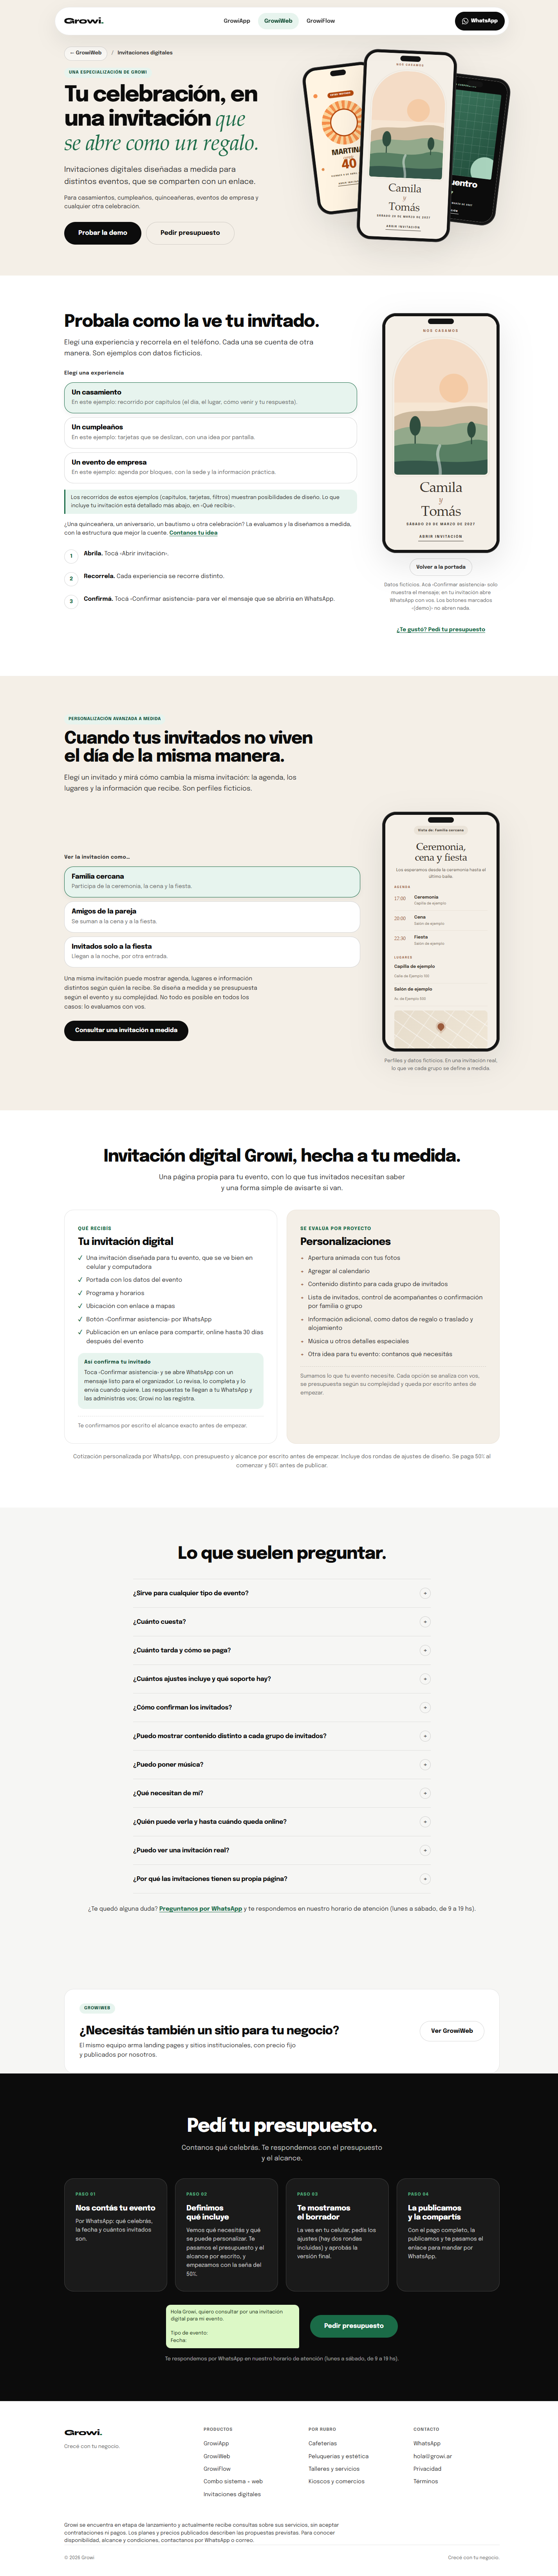 Growi.
GrowiApp
GrowiWeb
GrowiFlow
WhatsApp
← GrowiWeb / Invitaciones digitales
UNA ESPECIALIZACIÓN DE GROWI
Tu celebración, en
una invitación que
se abre como un regalo.
Invitaciones digitales diseñadas a medida para
distintos eventos, que se comparten con un enlace.
Para casamientos, cumpleaños, quinceañeras, eventos de empresa y
cualquier otra celebración.
Probar la demo
Pedir presupuesto
MARTINA
40
NOS CASAMOS
Camila
y
Tomás
SÁBADO 20 DE MARZO DE 2027
ABRIR INVITACIÓN
Probala como la ve tu invitado.
Elegí una experiencia y recorrela en el teléfono. Cada una se cuenta de otra
manera. Son ejemplos con datos ficticios.
Elegí una experiencia
Un casamiento
En este ejemplo: recorrido por capítulos (el día, el lugar, cómo venir y tu respuesta).
Un cumpleaños
En este ejemplo: tarjetas que se deslizan, con una idea por pantalla.
Un evento de empresa
En este ejemplo: agenda por bloques, con la sede y la información práctica.
Los recorridos de estos ejemplos (capítulos, tarjetas, filtros) muestran posibilidades de diseño. Lo que
incluye tu invitación está detallado más abajo, en «Qué recibís».
¿Una quinceañera, un aniversario, un bautismo u otra celebración? La evaluamos y la diseñamos a medida,
con la estructura que mejor la cuente. Contanos tu idea
1 Abrila. Tocá «Abrir invitación».
2 Recorrela. Cada experiencia se recorre distinto.
3 Confirmá. Tocá «Confirmar asistencia» para ver el mensaje que se abriría en WhatsApp.
NOS CASAMOS
Camila
y
Tomás
SÁBADO 20 DE MARZO DE 2027
ABRIR INVITACIÓN
Volver a la portada
Datos ficticios. Acá «Confirmar asistencia» solo
muestra el mensaje; en tu invitación abre
WhatsApp con vos. Los botones marcados
«(demo)» no abren nada.
¿Te gustó? Pedí tu presupuesto
PERSONALIZACIÓN AVANZADA A MEDIDA
Cuando tus invitados no viven
el día de la misma manera.
Elegí un invitado y mirá cómo cambia la misma invitación: la agenda, los
lugares y la información que recibe. Son perfiles ficticios.
Ver la invitación como...
Familia cercana
Participa de la ceremonia, la cena y la fiesta.
Amigos de la pareja
Se suman a la cena y a la fiesta.
Invitados solo a la fiesta
Llegan a la noche, por otra entrada.
Una misma invitación puede mostrar agenda, lugares e información
distintos según quién la recibe. Se diseña a medida y se presupuesta
según el evento y su complejidad. No todo es posible en todos los
casos: lo evaluamos con vos.
Consultar una invitación a medida
Vista de: Familia cercana
Ceremonia,
cena y fiesta
Los esperamos desde la ceremonia hasta el
último baile.
AGENDA
17:00 Ceremonia
Capilla de ejemplo
20:00 Cena
Salón de ejemplo
22:30 Fiesta
Salón de ejemplo
LUGARES
Capilla de ejemplo
Salón de ejemplo
Perfiles y datos ficticios. En una invitación real,
lo que ve cada grupo se define a medida.
Invitación digital Growi, hecha a tu medida.
Una página propia para tu evento, con lo que tus invitados necesitan saber
y una forma simple de avisarte si van.
QUÉ RECIBÍS
Tu invitación digital
✓ Una invitación diseñada para tu evento, que se ve bien en
celular y computadora
✓ Portada con los datos del evento
✓ Programa y horarios
✓ Ubicación con enlace a mapas
✓ Botón «Confirmar asistencia» por WhatsApp
✓ Publicación en un enlace para compartir, online hasta 30 días
después del evento
Así confirma tu invitado
Toca «Confirmar asistencia» y se abre WhatsApp con un
mensaje listo para el organizador. Lo revisa, lo completa y lo
envía cuando quiere. Las respuestas te llegan a tu WhatsApp y
las administrás vos; Growi no las registra.
Te confirmamos por escrito el alcance exacto antes de empezar.
SE EVALÚA POR PROYECTO
Personalizaciones
+ Apertura animada con tus fotos
+ Agregar al calendario
+ Contenido distinto para cada grupo de invitados
+ Lista de invitados, control de acompañantes o confirmación
por familia o grupo
+ Información adicional, como datos de regalo o traslado y
alojamiento
+ Música u otros detalles especiales
+ Otra idea para tu evento: contanos qué necesitás
Sumamos lo que tu evento necesite. Cada opción se analiza con vos,
se presupuesta según su complejidad y queda por escrito antes de
empezar.
Cotización personalizada por WhatsApp, con presupuesto y alcance por escrito antes de empezar. Incluye dos rondas de ajustes de diseño. Se paga 50% al
comenzar y 50% antes de publicar.
Lo que suelen preguntar.
¿Sirve para cualquier tipo de evento? +
¿Cuánto cuesta? +
¿Cuánto tarda y cómo se paga? +
¿Cuántos ajustes incluye y qué soporte hay? +
¿Cómo confirman los invitados? +
¿Puedo mostrar contenido distinto a cada grupo de invitados? +
¿Puedo poner música? +
¿Qué necesitan de mí? +
¿Quién puede verla y hasta cuándo queda online? +
¿Puedo ver una invitación real? +
¿Por qué las invitaciones tienen su propia página? +
¿Te quedó alguna duda? Preguntanos por WhatsApp y te respondemos en nuestro horario de atención (lunes a sábado, de 9 a 19 hs).
GROWIWEB
¿Necesitás también un sitio para tu negocio?
El mismo equipo arma landing pages y sitios institucionales, con precio fijo
y publicados por nosotros.
Ver GrowiWeb
Pedí tu presupuesto.
Contanos qué celebrás. Te respondemos con el presupuesto
y el alcance.
PASO 01
Nos contás tu evento
Por WhatsApp: qué celebrás,
la fecha y cuántos invitados
son.
PASO 02
Definimos
qué incluye
Vemos qué necesitás y qué
se puede personalizar. Te
pasamos el presupuesto y el
alcance por escrito, y
empezamos con la seña del
50%.
PASO 03
Te mostramos
el borrador
La ves en tu celular, pedís los
ajustes (hay dos rondas
incluidas) y aprobás la
versión final.
PASO 04
La publicamos
y la compartís
Con el pago completo, la
publicamos y te pasamos el
enlace para mandar por
WhatsApp.
Hola Growi, quiero consultar por una invitación
digital para mi evento.
Tipo de evento:
Fecha:
Pedir presupuesto
Te respondemos por WhatsApp en nuestro horario de atención (lunes a sábado, de 9 a 19 hs).
Growi.
Crecé con tu negocio.
PRODUCTOS
GrowiApp
GrowiWeb
GrowiFlow
Combo sistema + web
Invitaciones digitales
POR RUBRO
Cafeterías
Peluquerías y estética
Talleres y servicios
Kioscos y comercios
CONTACTO
WhatsApp
hola@growi.ar
Privacidad
Términos
Growi se encuentra en etapa de lanzamiento y actualmente recibe consultas sobre sus servicios, sin aceptar
contrataciones ni pagos. Los planes y precios publicados describen las propuestas previstas. Para conocer
disponibilidad, alcance y condiciones, contactanos por WhatsApp o correo.
© 2026 Growi
Crecé con tu negocio.